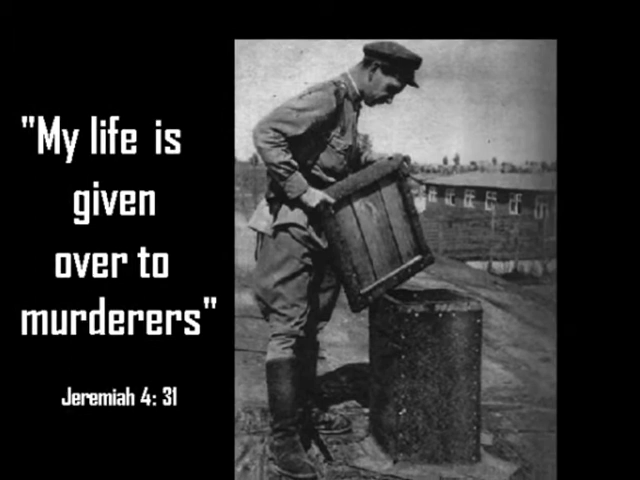 "My life is
given
over to
murderers"
Jeremiah 4: 31